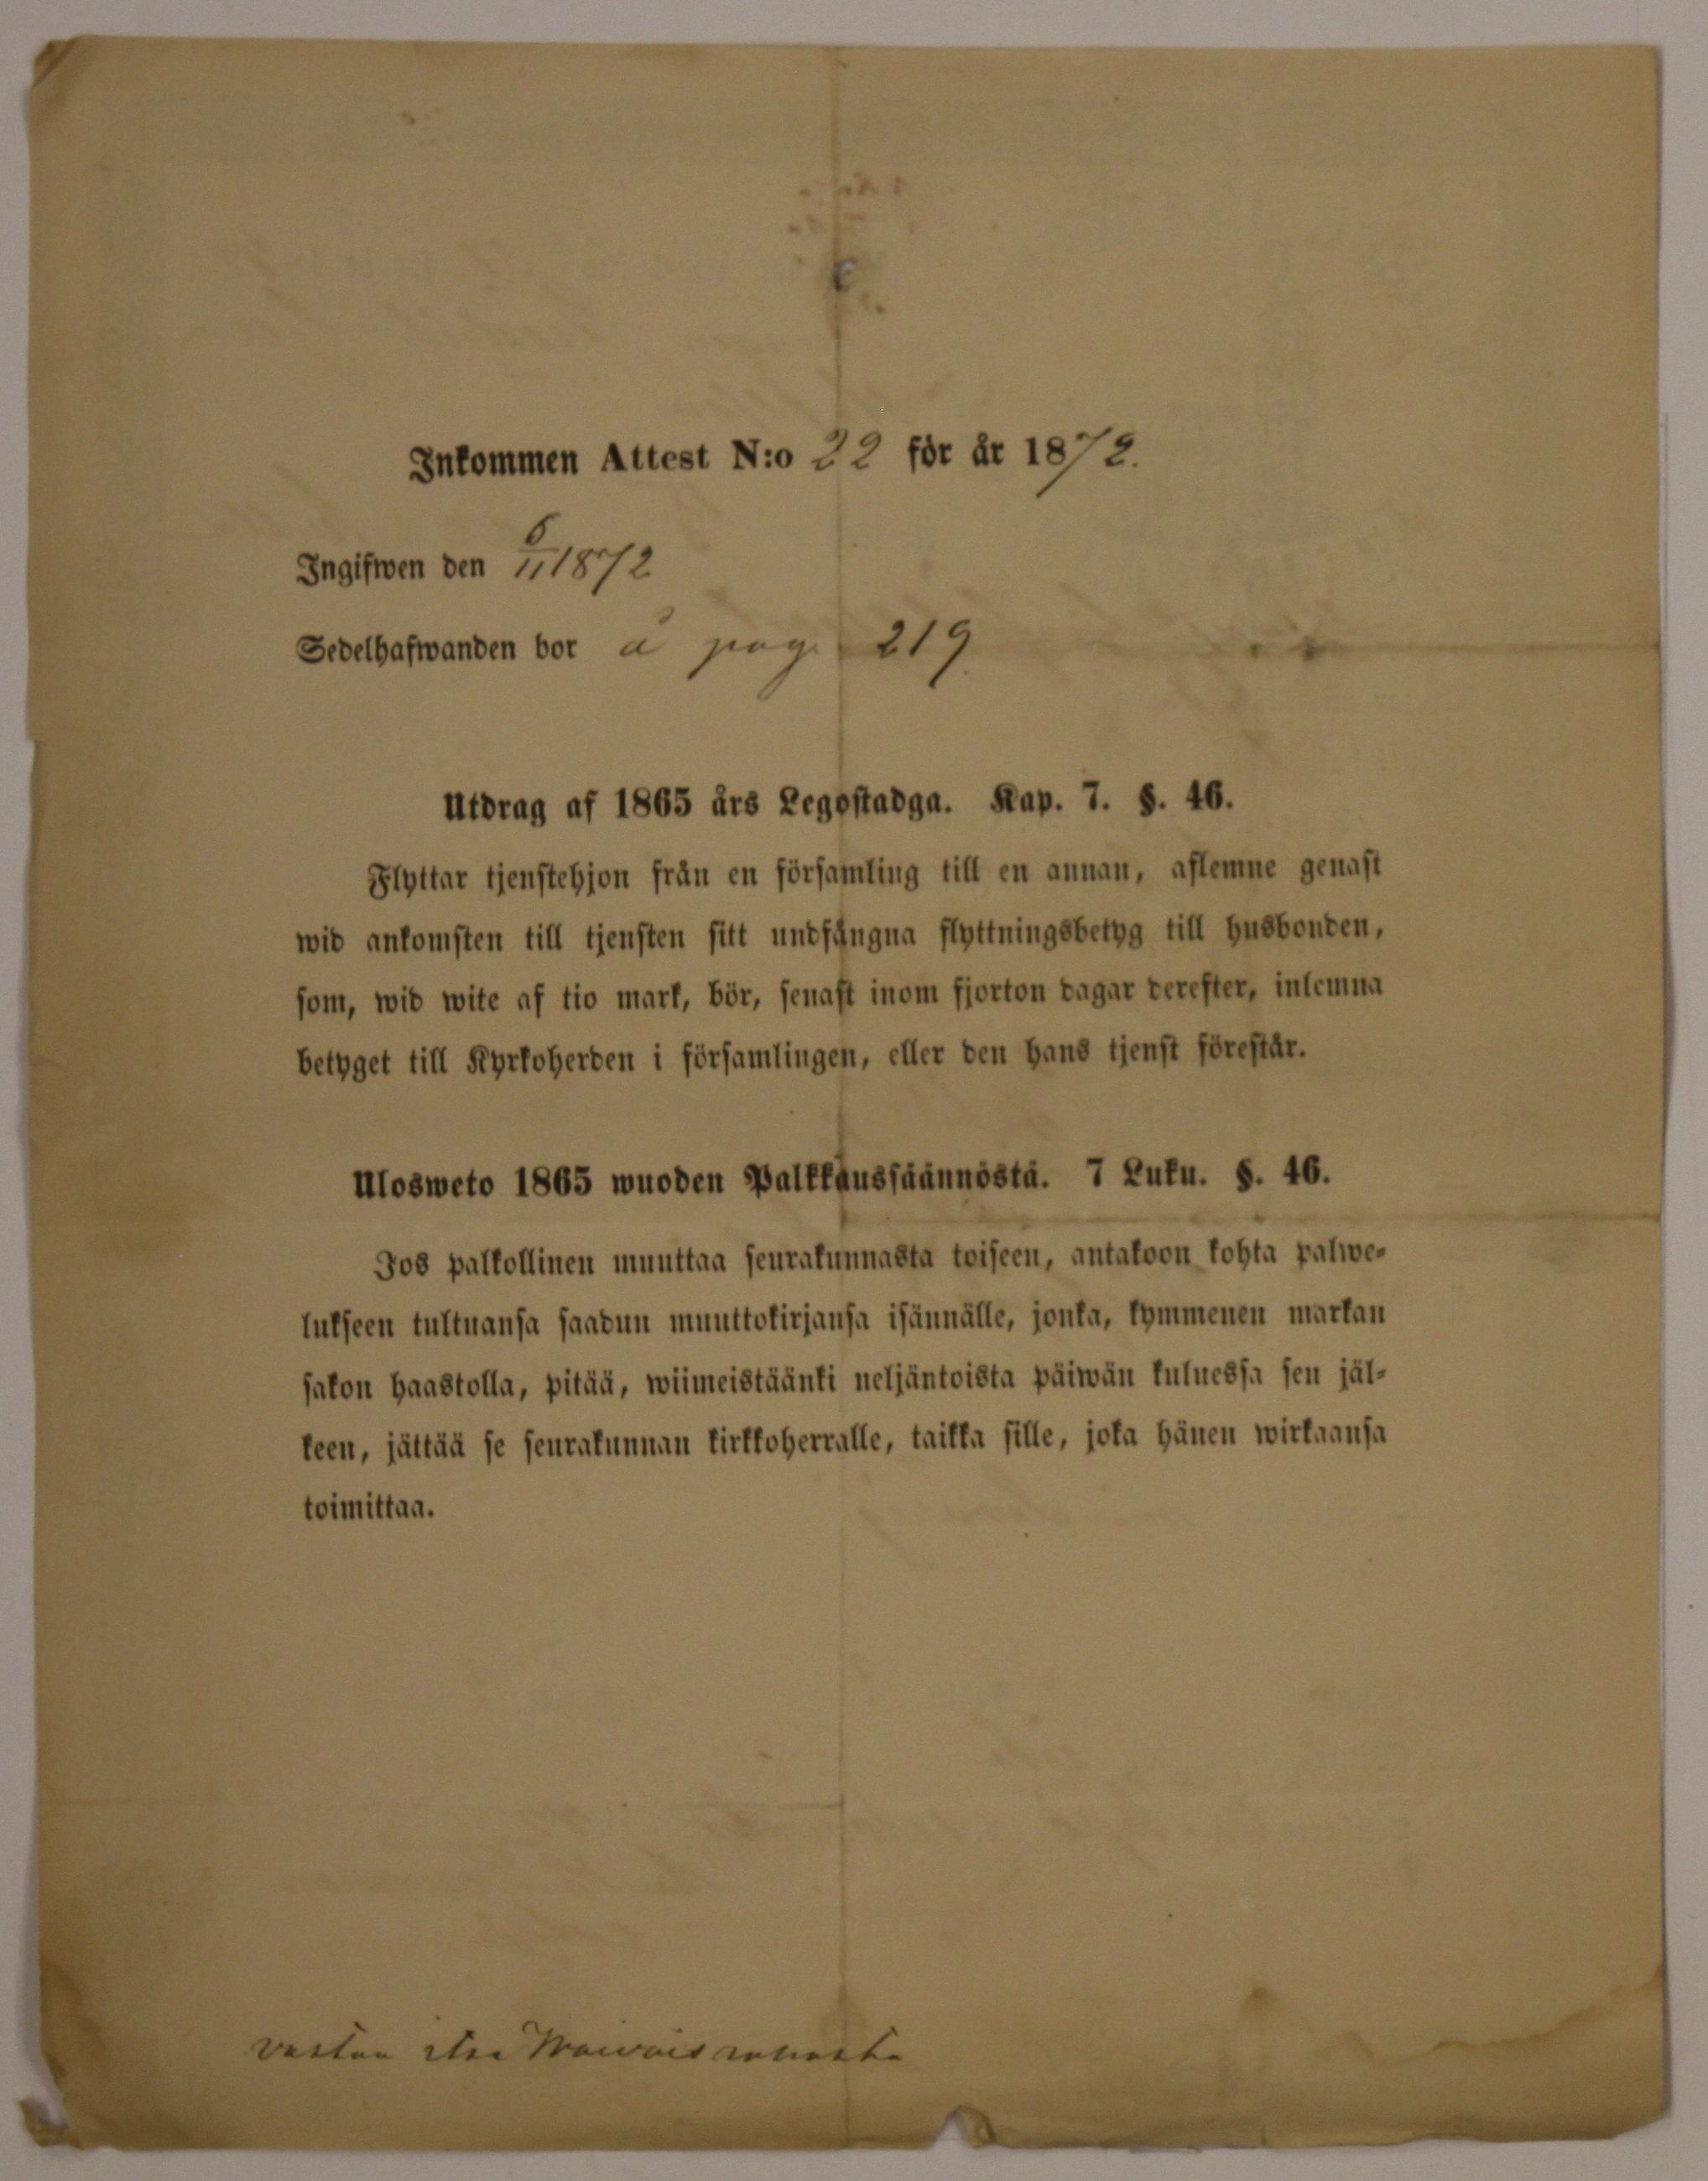 Inkommen Attest N:o 22 för år 1872.
Ingifwen den 6/11 1872
Sedelhafwanden bor å pag. 219
Utdrag af 1865 års Legostadga. Kap. 7. §. 46.
Flyttar tjenstehjon från en församling till en annan, aflemne genast
wid ankomsten till tjensten sitt undfångna flyttningsbetyg till husbonden,
som, wid wite af tio mark, bör, senast inom fjorton dagar derefter, inlemna
betyget till Kyrkoherden i församlingen, eller den hans tjenst förestår.
Ulosweto 1865 wuoden Palkkaussäännöstä. 7 Luku. §. 46.
Jos palkollinen muuttaa seurakunnasta toiseen, antakoon kohta palwe-
lukseen tultuansa saadun muuttokirjansa isännälle, jonka, kymmenen markan
sakon haastolla, pitää, wiimeistäänki neljäntoista päiwän kuluessa sen jäl-
keen, jättää se seurakunnan kirkkoherralle, taikka sille, joka hänen wirkaansa
toimittaa.
vastaa itse Waivais